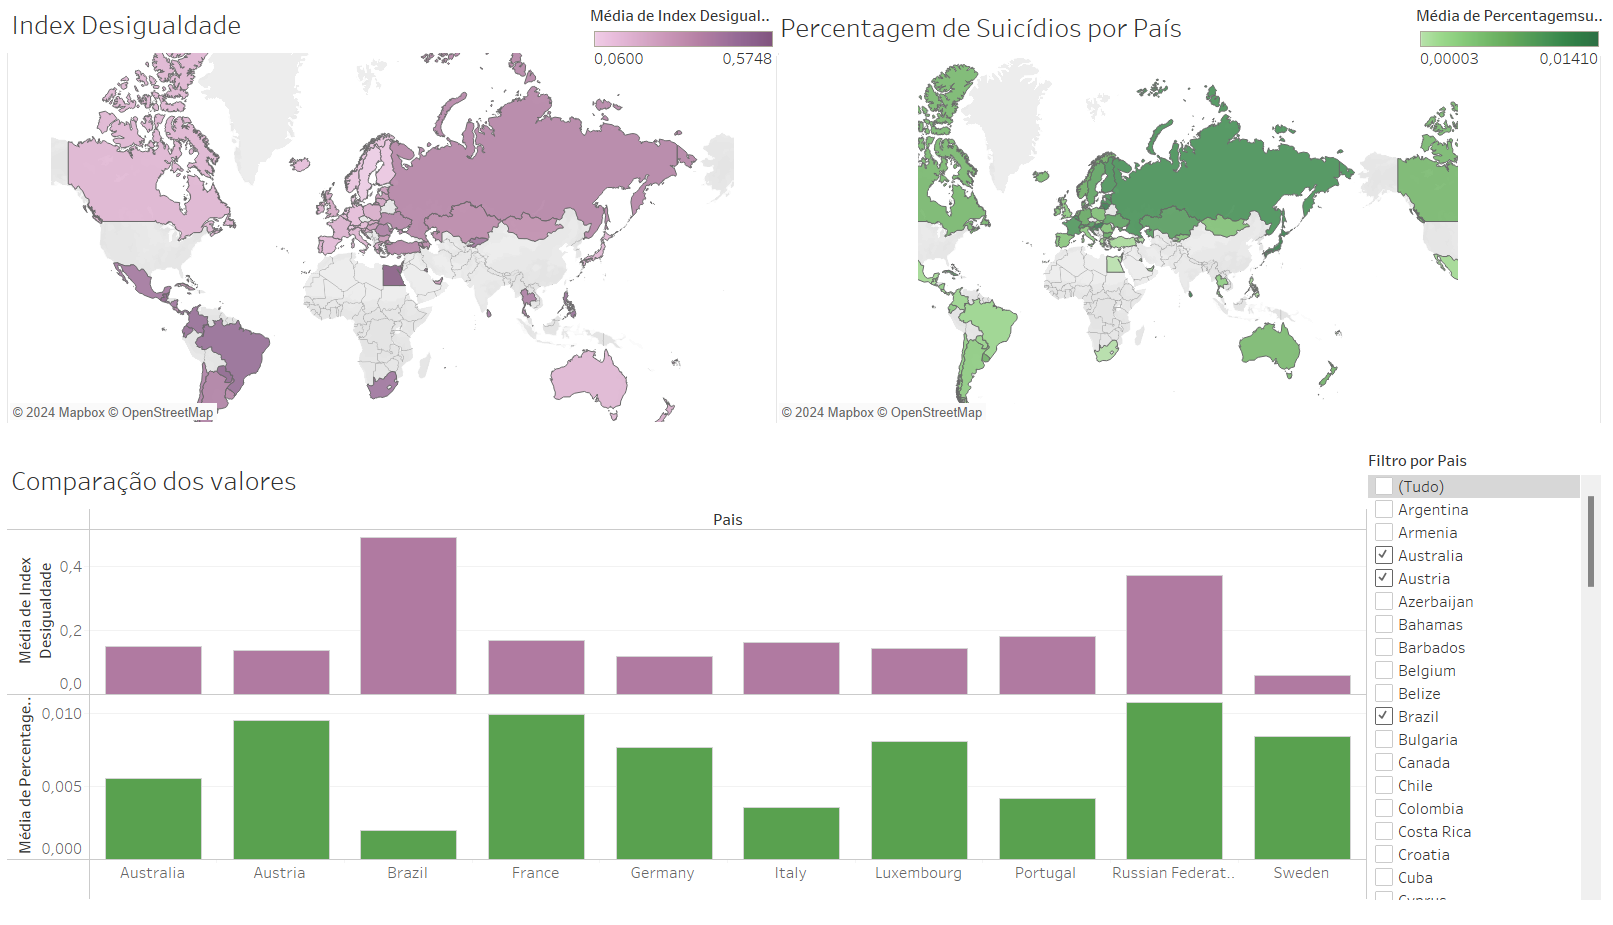 Index Desigualdade
Média de Index Desigual..
0,0600
0,5748
© 2024 Mapbox © OpenStreetMap
Percentagem de Suicídios por País
Média de Percentagemsu..
0,00003
0,01410
© 2024 Mapbox © OpenStreetMap
Comparação dos valores
Pais
Média de Index
Desigualdade
0,4
0,2
0,0
Média de Percentage..
0,010
0,005
0,000
Australia
Austria
Brazil
France
Germany
Italy
Luxembourg
Portugal
Russian Federat..
Sweden
Filtro por Pais
(Tudo)
Argentina
Armenia
Australia
Austria
Azerbaijan
Bahamas
Barbados
Belgium
Belize
Brazil
Bulgaria
Canada
Chile
Colombia
Costa Rica
Croatia
Cuba
Cyprus